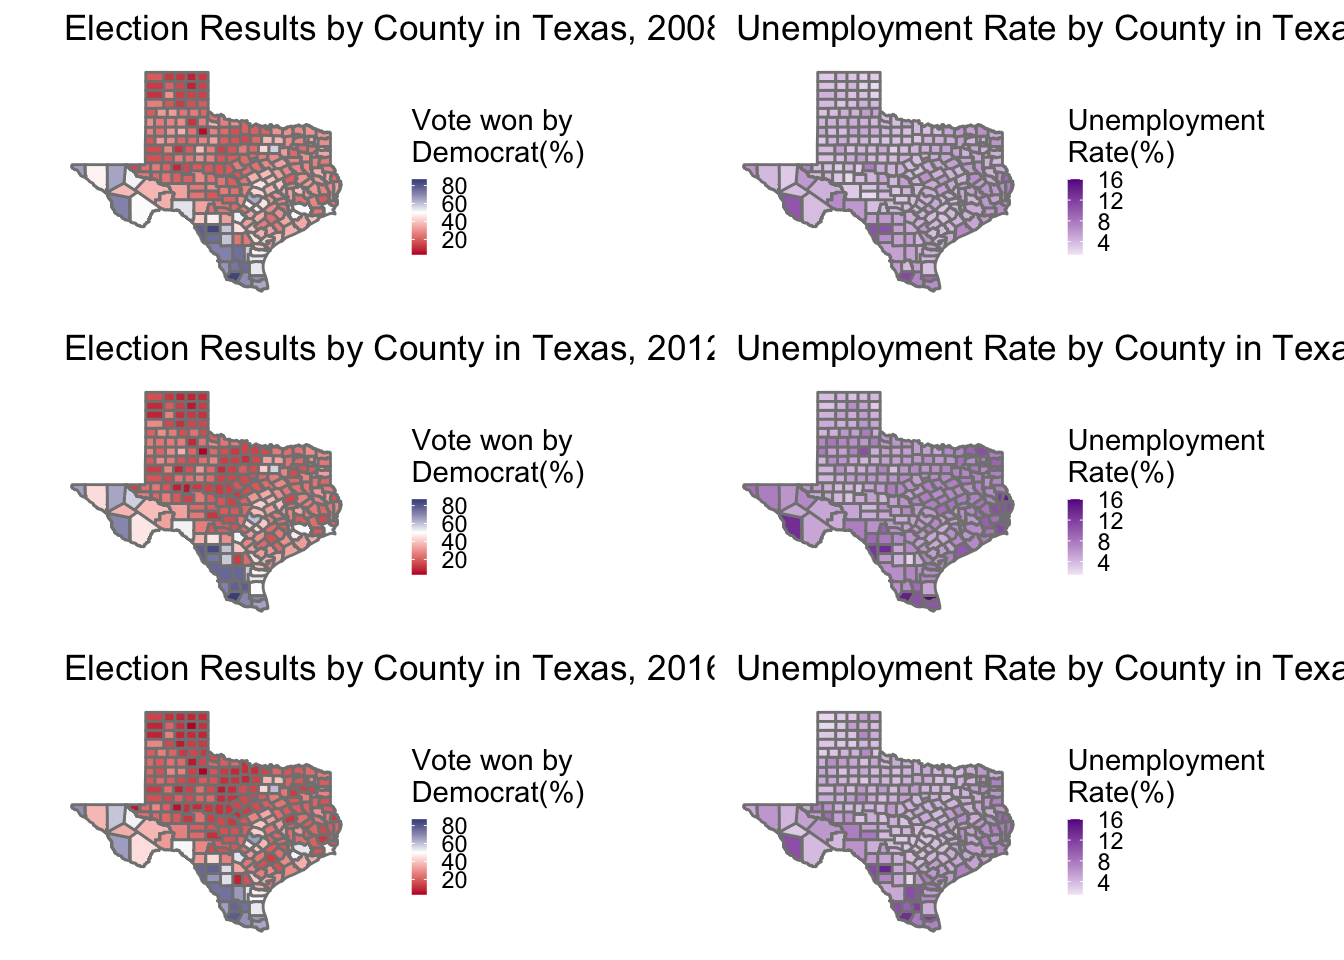 Election Results by County in Texas, 2008
Vote won by
Democrat(%)
80
60
40
20
Unemployment Rate by County in Texa
Unemployment
Rate(%)
16
12
8
4
Election Results by County in Texas, 2012
Vote won by
Democrat(%)
80
60
40
20
Unemployment Rate by County in Texa
Unemployment
Rate(%)
16
12
8
4
Election Results by County in Texas, 2016
Vote won by
Democrat(%)
80
60
40
20
Unemployment Rate by County in Texa
Unemployment
Rate(%)
16
12
8
4